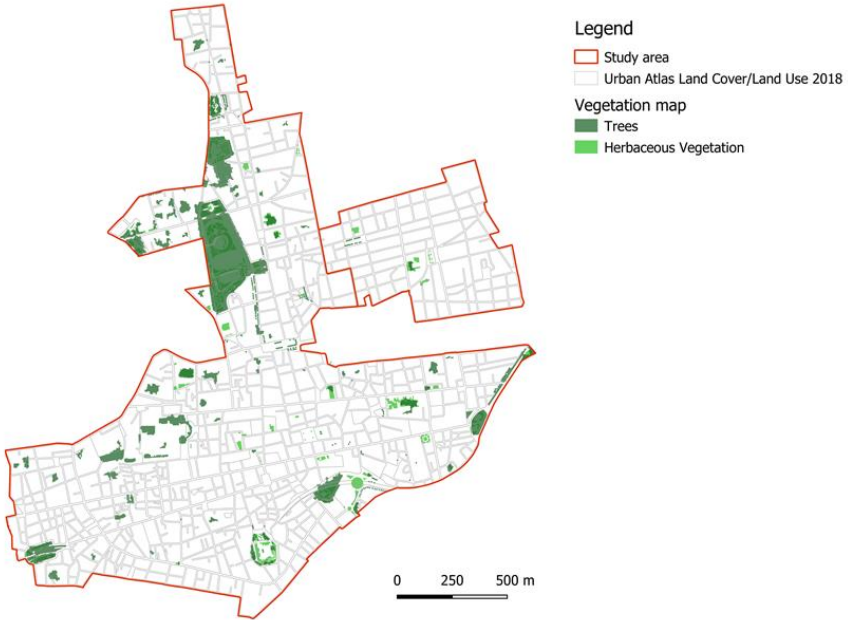 Legend
Study area
Urban Atlas Land Cover/Land Use 2018
Vegetation map
Trees
Herbaceous Vegetation
0 250 500 m